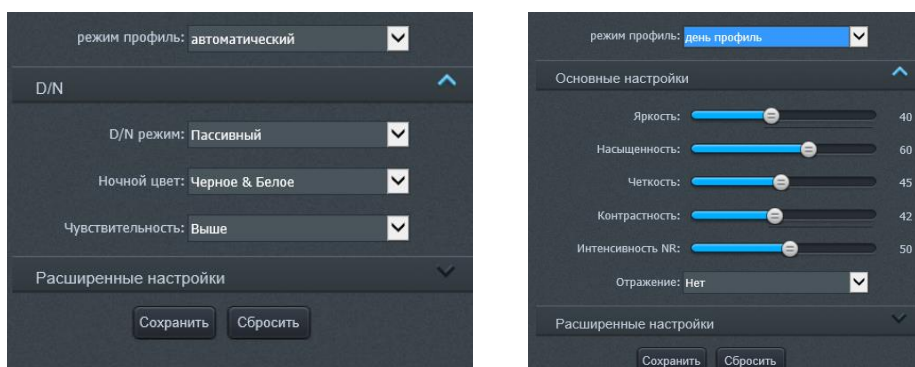 режим профиль: автоматический
D/N
D/N режим: Пассивный
Ночной цвет: Черное & Белое
Чувствительность: Выше
Расширенные настройки
Сохранить Сбросить
режим профиль: день профиль
Основные настройки
Яркость: 40
Насыщенность: 60
Четкость: 45
Контрастность: 42
Интенсивность NR: 50
Отражение: Нет
Расширенные настройки
Сохранить Сбросить